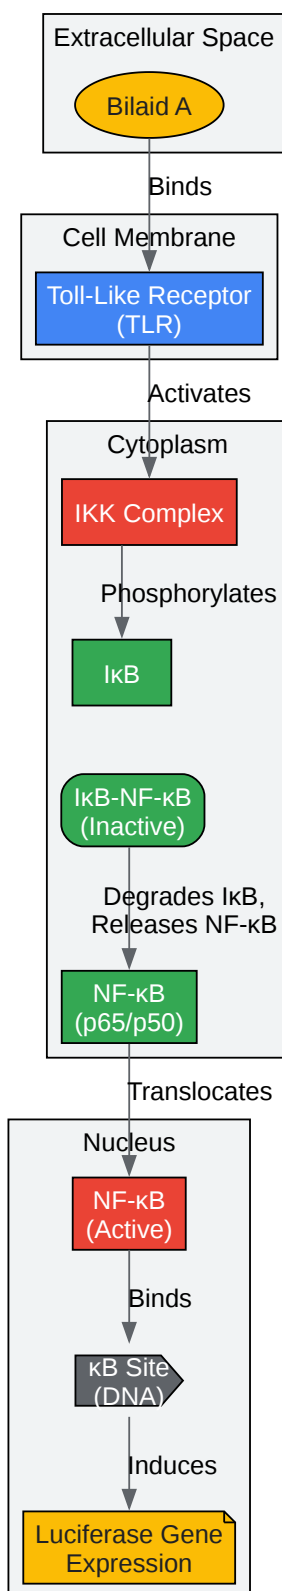 Extracellular Space
Bilaid A
Binds
Cell Membrane
Toll-Like Receptor
(TLR)
Activates
Cytoplasm
IKK Complex
Phosphorylates
IκB
IκB-NF-κB
(Inactive)
Degrades IκB,
Releases NF-κB
NF-κB
(p65/p50)
Translocates
Nucleus
NF-κB
(Active)
Binds
κB Site
(DNA)
Induces
Luciferase Gene
Expression